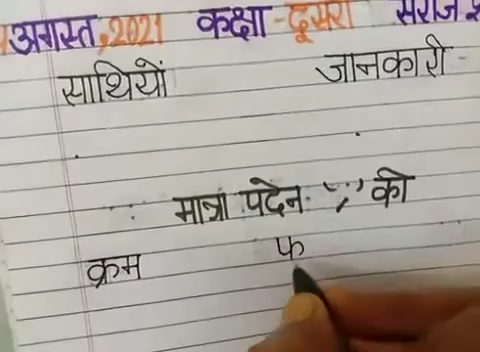 अगस्त, 2021 कक्षा - दूसरा
साथियों जानकारी -
मात्रा पदेन की
क्रम फ